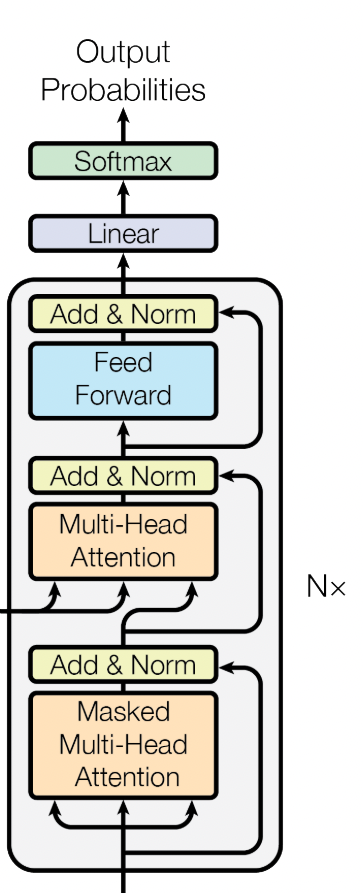 Output
Probabilities
Softmax
Linear
Add & Norm
Feed
Forward
Add & Norm
Multi-Head
Attention
N×
Add & Norm
Masked
Multi-Head
Attention